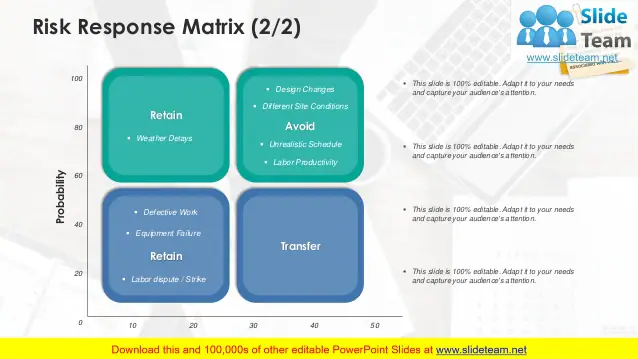 Risk Response Matrix (2/2)
Slide
Team
www.slideteam.net
100
80
60
40
20
0
Probability
Retain
• Weather Delays
• Design Changes
• Different Site Conditions
Avoid
• Unrealistic Schedule
• Labor Productivity
• Defective Work
• Equipment Failure
Retain
• Labor dispute / Strike
Transfer
10 20 30 40 50
• This slide is 100% editable. Adapt it to your needs
and capture your audience's attention.
• This slide is 100% editable. Adapt it to your needs
and capture your audience's attention.
• This slide is 100% editable. Adapt it to your needs
and capture your audience's attention.
• This slide is 100% editable. Adapt it to your needs
and capture your audience's attention.
Download this and 100,000s of other editable PowerPoint Slides at www.slideteam.net